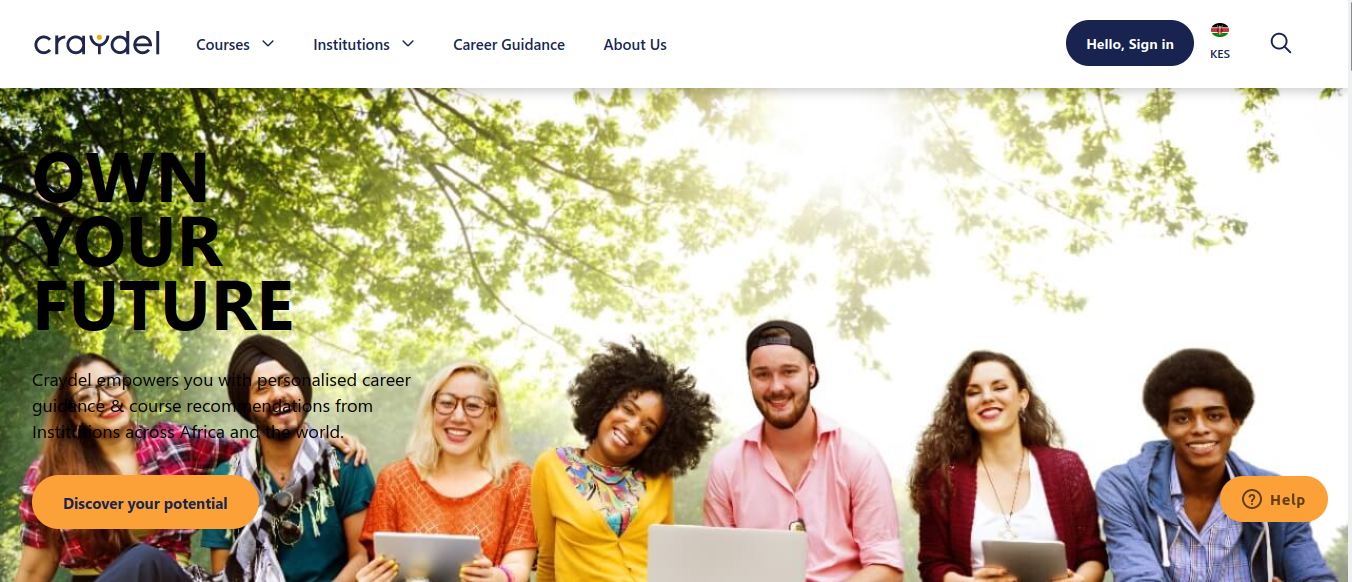 craydel
Courses
Institutions
Career Guidance
About Us
Hello, Sign in
KES
OWN
YOUR
FUTURE
Craydel empowers you with personalised career
guidance & course recommendations from
Institutions across Africa and the world.
Discover your potential
Help